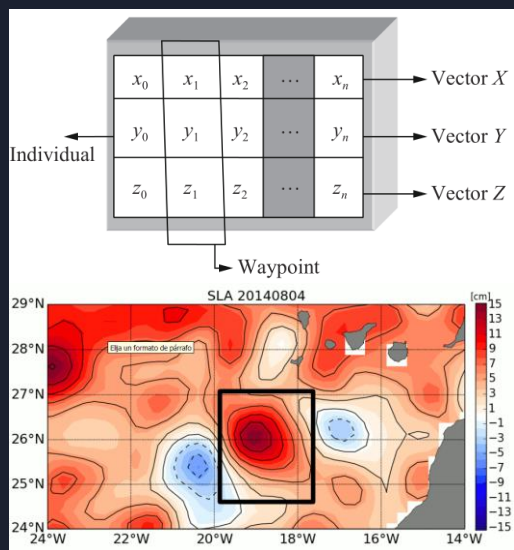 x0 x1 x2 ... xn Vector X
Individual y0 y1 y2 ... yn Vector Y
z0 z1 z2 ... zn Vector Z
Waypoint
SLA 20140804
[cm]
29°N
28°N
27°N
26°N
25°N
24°N
Elija un formato de párrafo
24°W 22°W 20°W 18°W 16°W 14°W
15
13
11
9
7
5
3
1
0
−1
−3
−5
−7
−9
−11
−13
−15